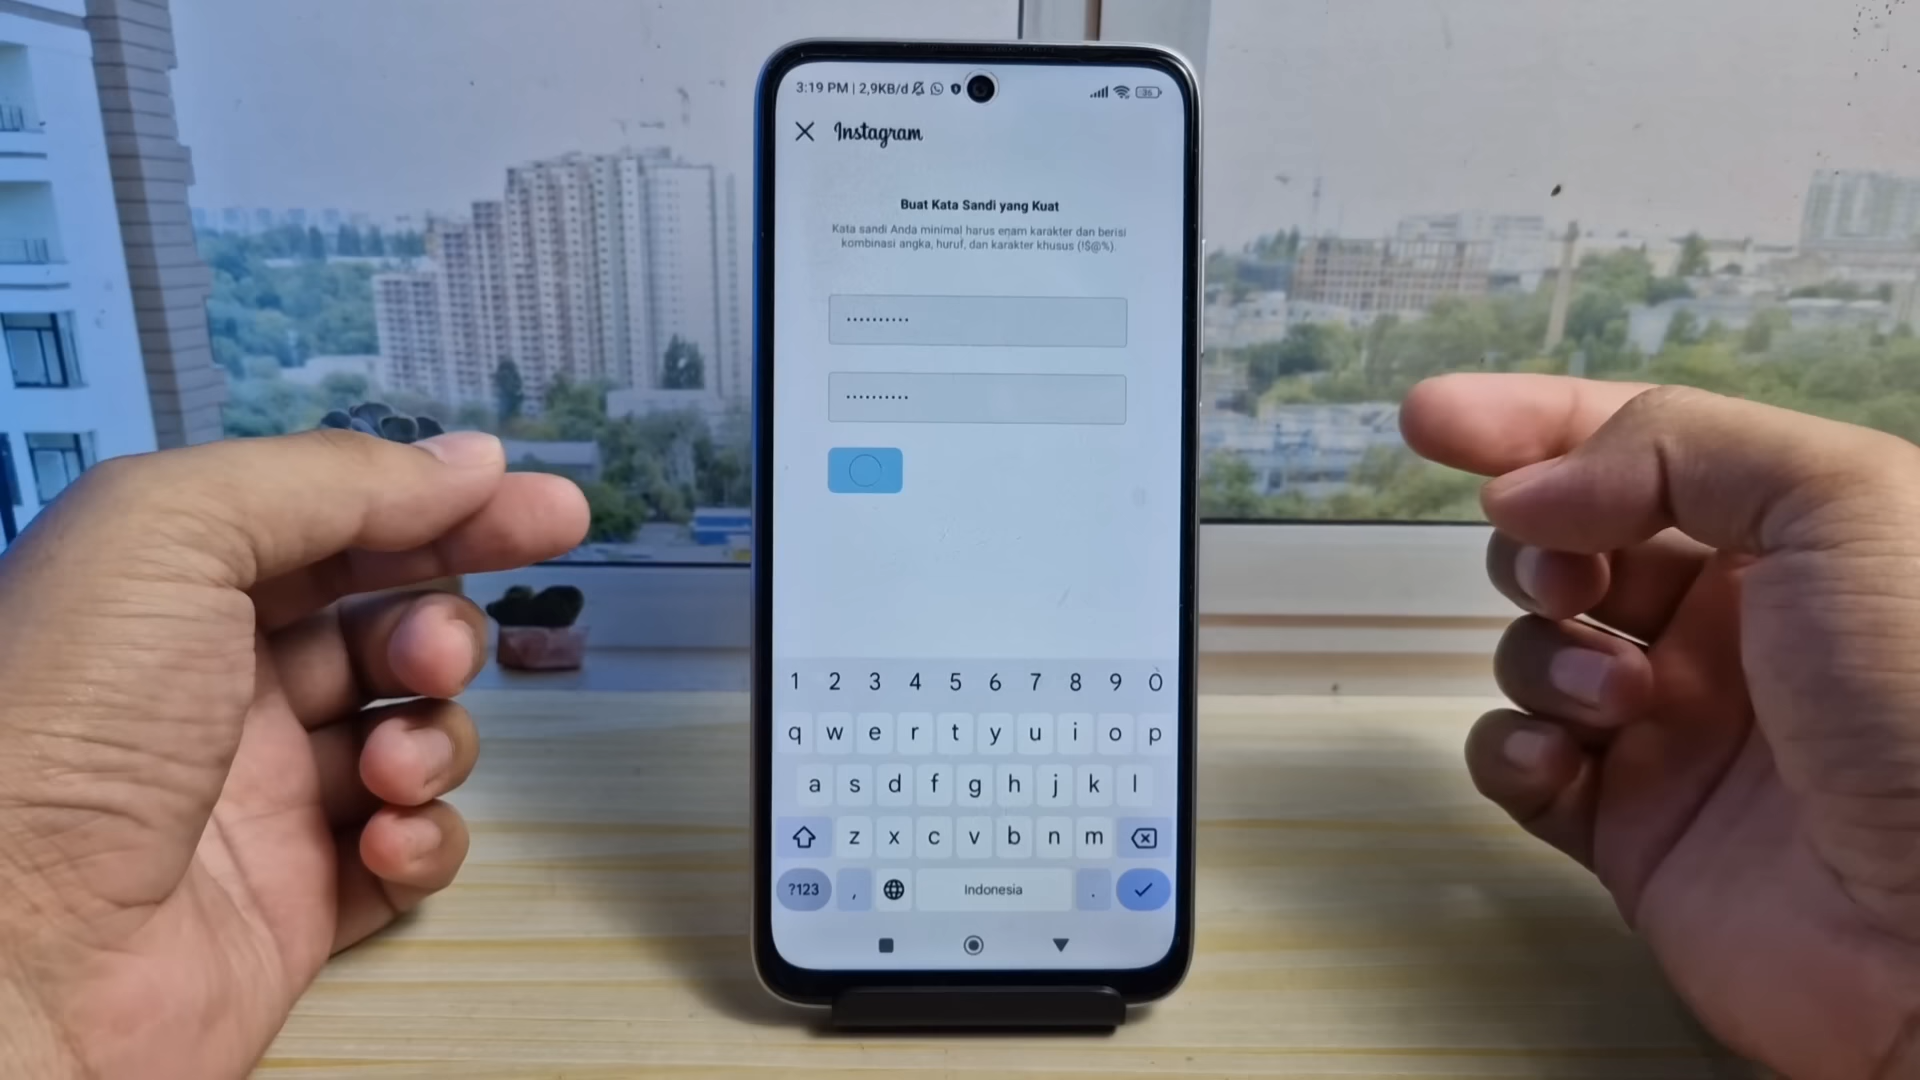 3:19 PM | 2,9KB/d
36
Instagram
Buat Kata Sandi yang Kuat
Kata sandi Anda minimal harus enam karakter dan berisi
kombinasi angka, huruf, dan karakter khusus (!$@%).
••••••••••
••••••••••
1 2 3 4 5 6 7 8 9 0
q w e r t y u i o p
a s d f g h j k l
z x c v b n m
?123 , Indonesia .